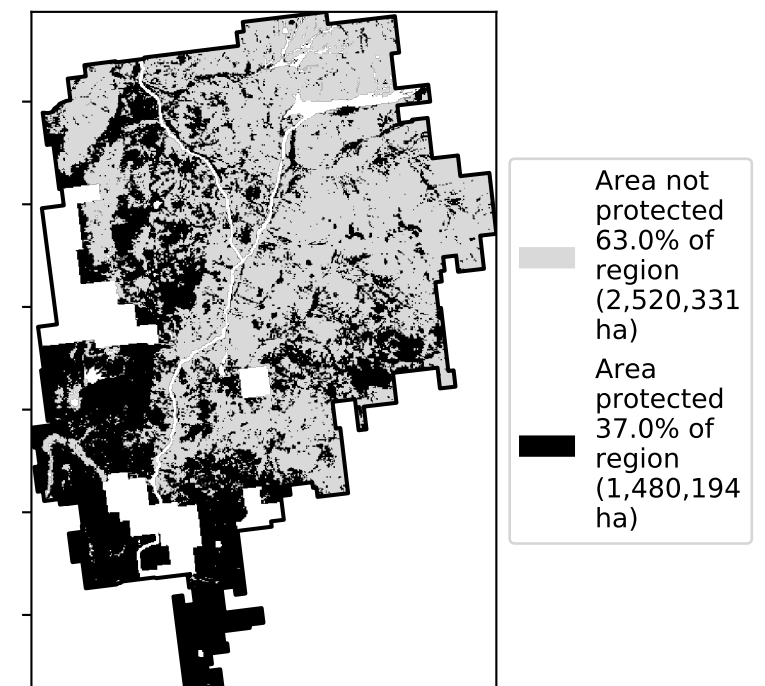 Area not
protected
63.0% of
region
(2,520,331
ha)
Area
protected
37.0% of
region
(1,480,194
ha)